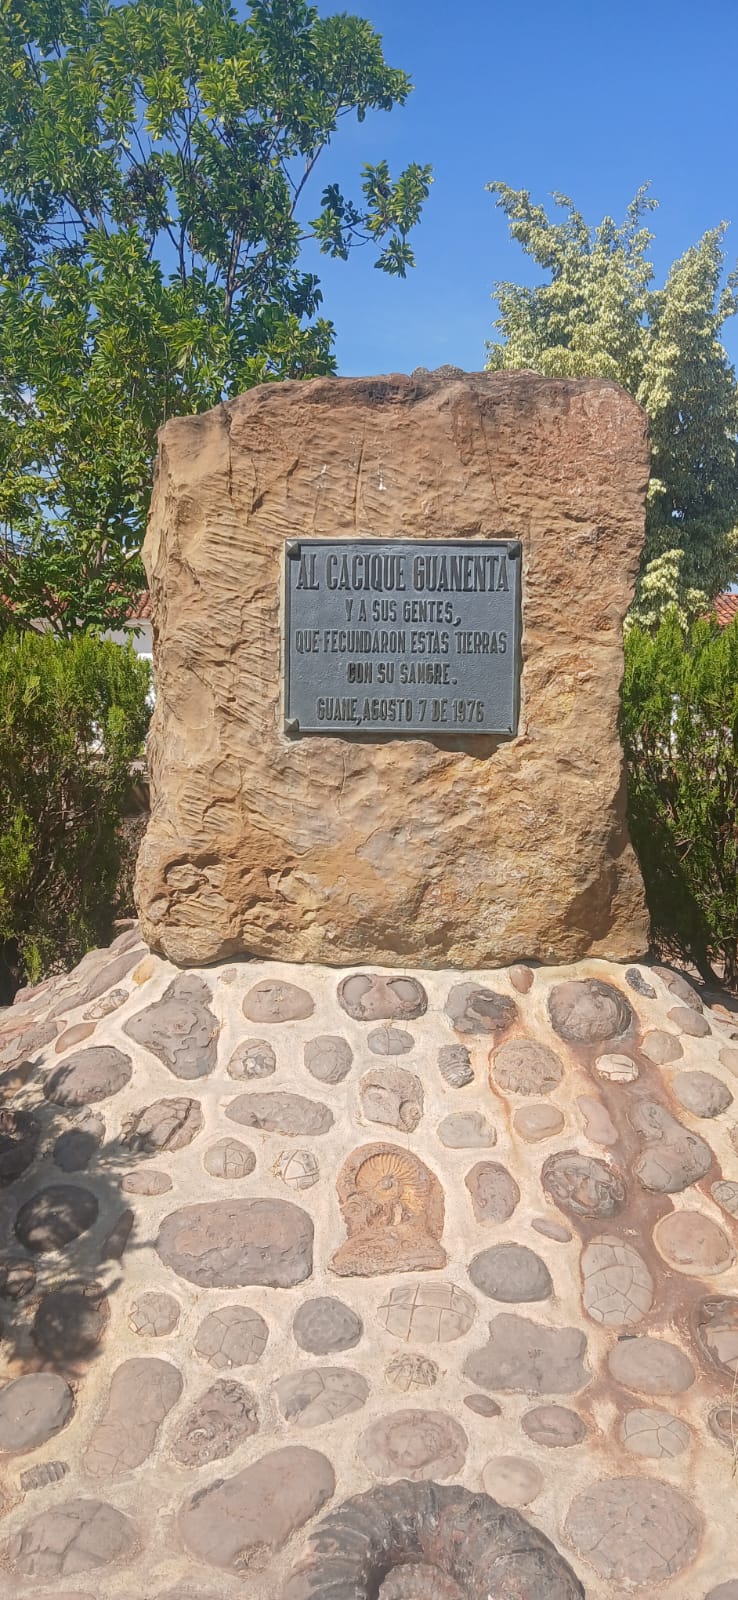 AL CACIQUE GUANENTA
Y A SUS GENTES,
QUE FECUNDARON ESTAS TIERRAS
CON SU SANGRE.
GUANE, AGOSTO 7 DE 1976